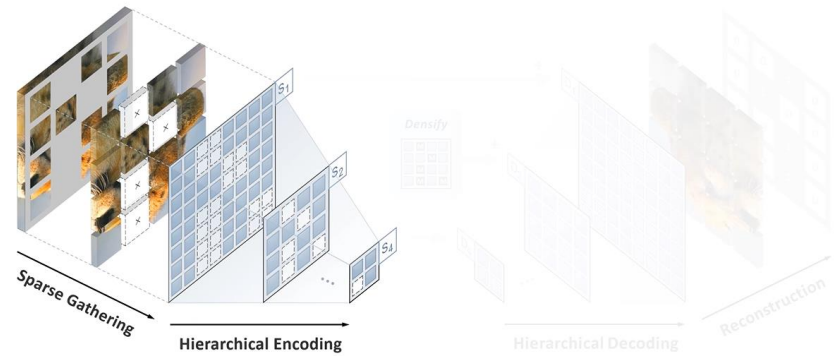 S1
S2
S4
Densify
Sparse Gathering
Hierarchical Encoding
Hierarchical Decoding
Reconstruction